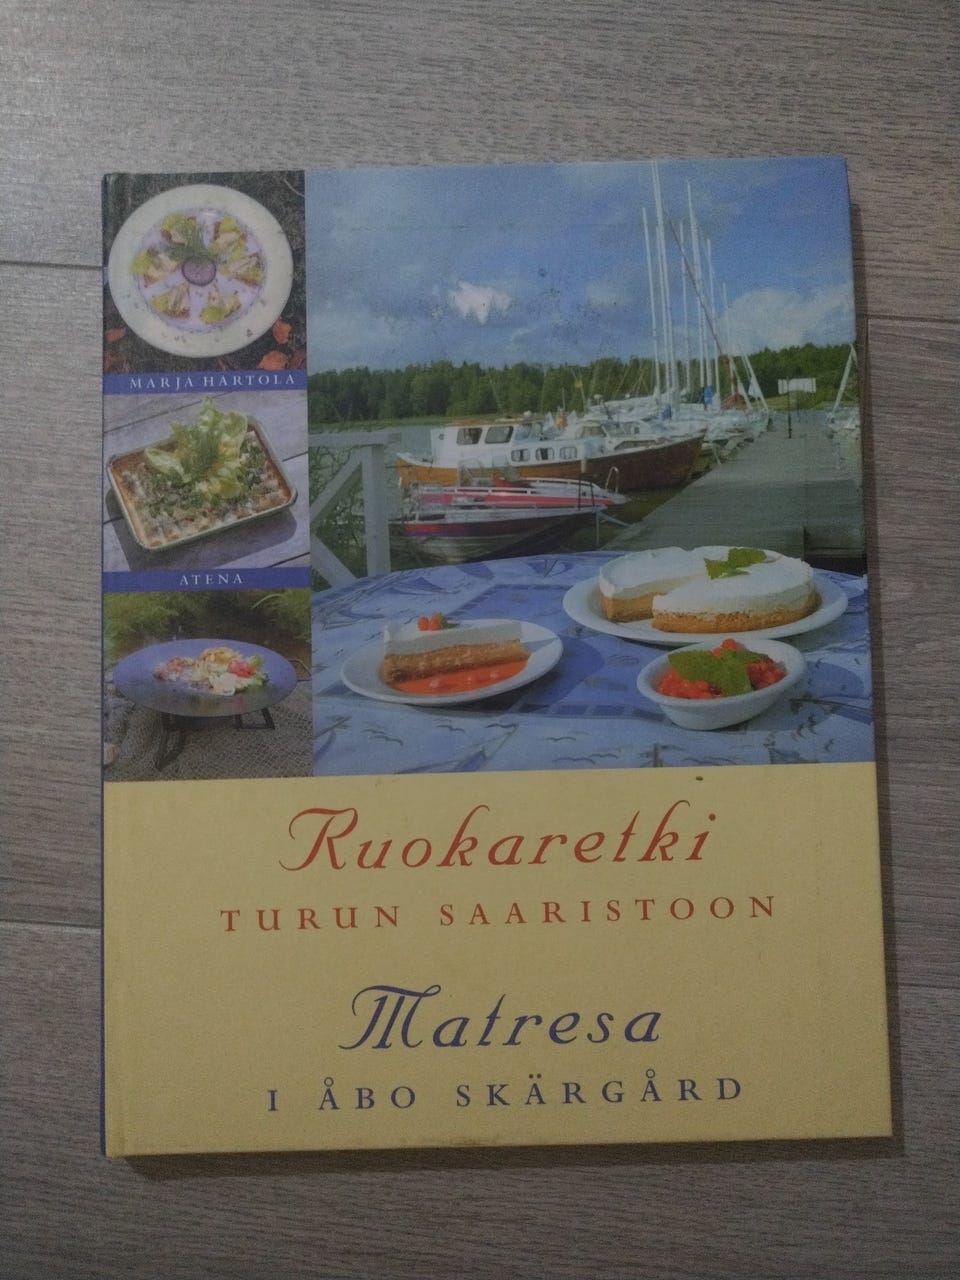 MARJA HARTOLA
ATENA
Ruokaretki
TURUN SAARISTOON
Matresa
I ÅBO SKÄRGÅRD